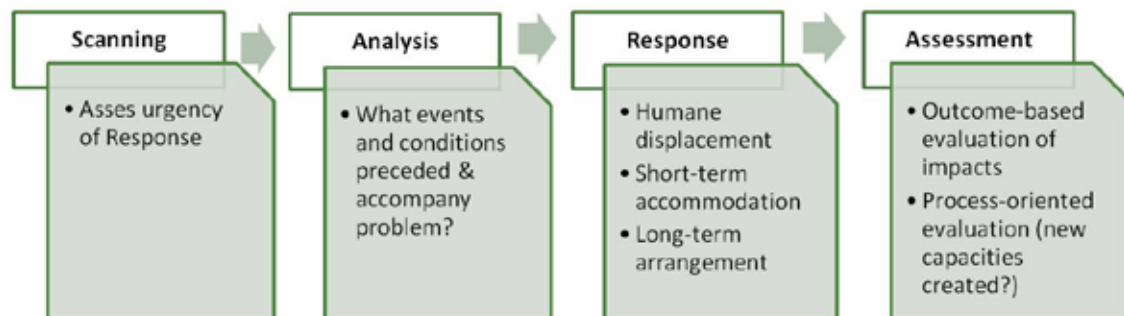 Scanning
• Asses urgency
of Response
Analysis
• What events
and conditions
preceded &
accompany
problem?
Response
• Humane
displacement
• Short-term
accommodation
• Long-term
arrangement
Assessment
• Outcome-based
evaluation of
impacts
• Process-oriented
evaluation (new
capacities
created?)